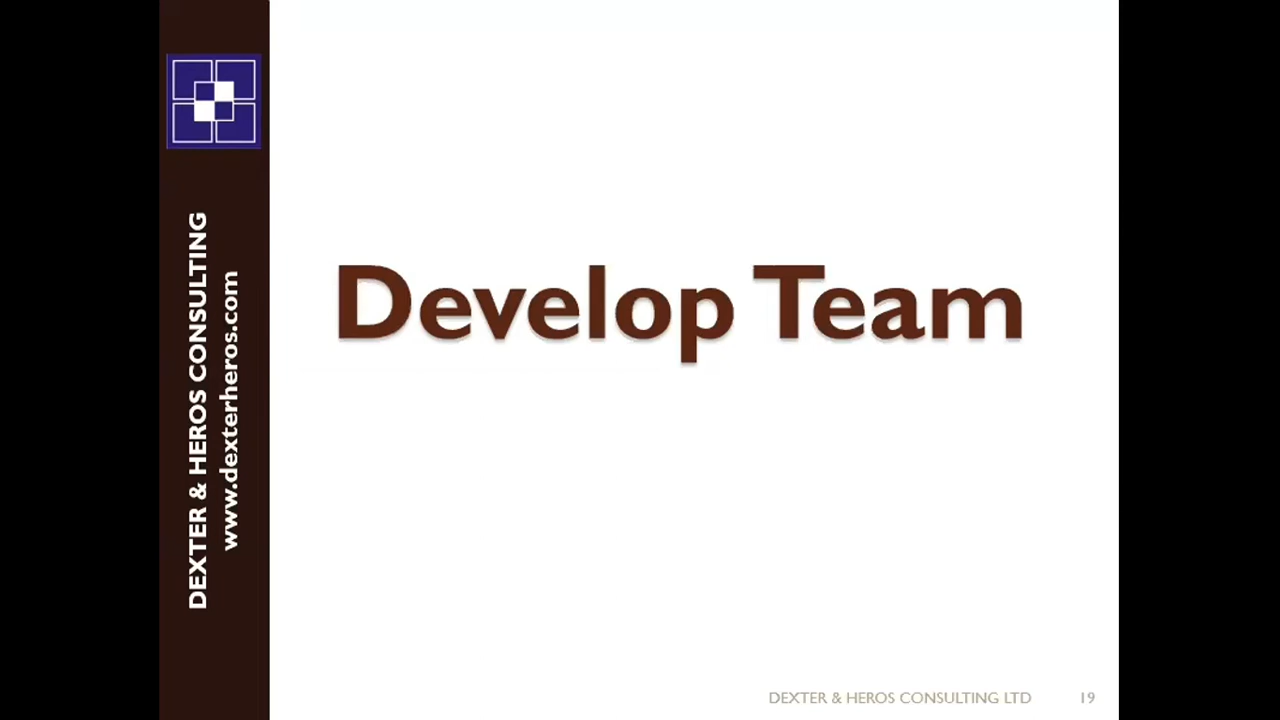 DEXTER & HEROS CONSULTING
www.dexterheros.com
Develop Team
DEXTER & HEROS CONSULTING LTD 19